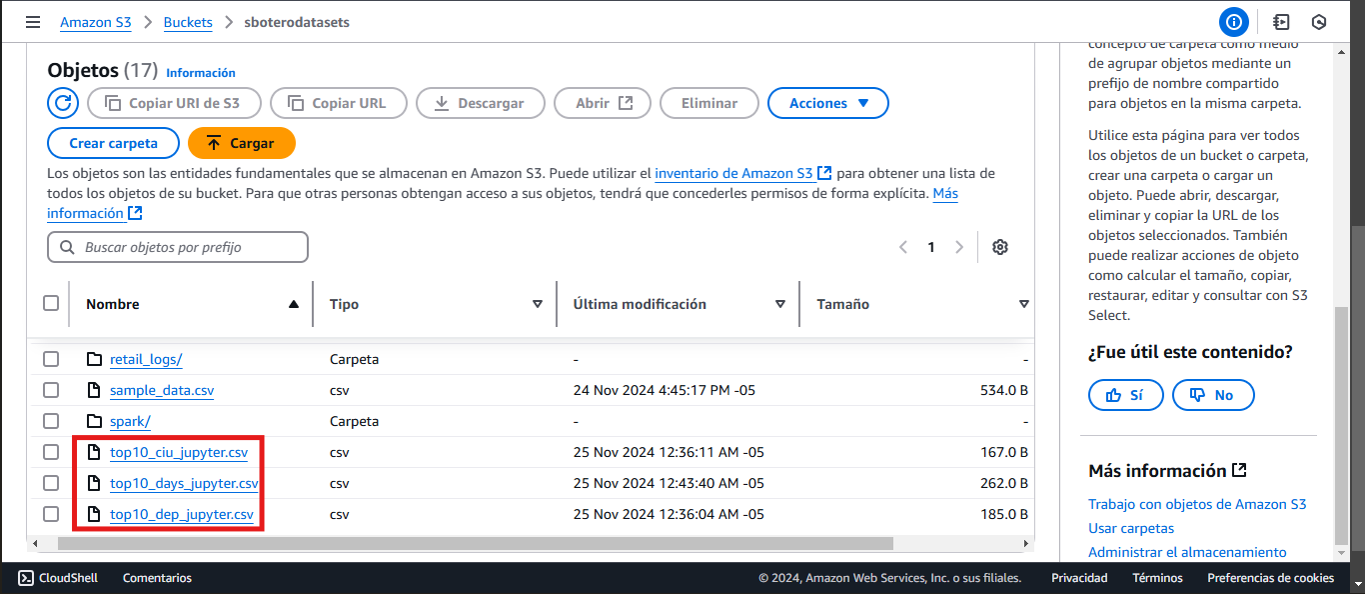 Amazon S3 > Buckets > sboterodatasets
Objetos (17) Información
Copiar URI de S3 Copiar URL Descargar Abrir Eliminar Acciones
Crear carpeta Cargar
Los objetos son las entidades fundamentales que se almacenan en Amazon S3. Puede utilizar el inventario de Amazon S3 para obtener una lista de
todos los objetos de su bucket. Para que otras personas obtengan acceso a sus objetos, tendrá que concederles permisos de forma explícita. Más
información
Buscar objetos por prefijo
1
Nombre Tipo Última modificación Tamaño
retail_logs/ Carpeta - -
sample_data.csv csv 24 Nov 2024 4:45:17 PM -05 534.0 B
spark/ Carpeta - -
top10_ciu_jupyter.csv csv 25 Nov 2024 12:36:11 AM -05 167.0 B
top10_days_jupyter.csv csv 25 Nov 2024 12:43:40 AM -05 262.0 B
top10_dep_jupyter.csv csv 25 Nov 2024 12:36:04 AM -05 185.0 B
concepto de carpeta como medio
de agrupar objetos mediante un
prefijo de nombre compartido
para objetos en la misma carpeta.
Utilice esta página para ver todos
los objetos de un bucket o carpeta,
crear una carpeta o cargar un
objeto. Puede abrir, descargar,
eliminar y copiar la URL de los
objetos seleccionados. También
puede realizar acciones de objeto
como calcular el tamaño, copiar,
restaurar, editar y consultar con S3
Select.
¿Fue útil este contenido?
Sí No
Más información
Trabajo con objetos de Amazon S3
Usar carpetas
Administrar el almacenamiento
CloudShell Comentarios © 2024, Amazon Web Services, Inc. o sus filiales. Privacidad Términos Preferencias de cookies